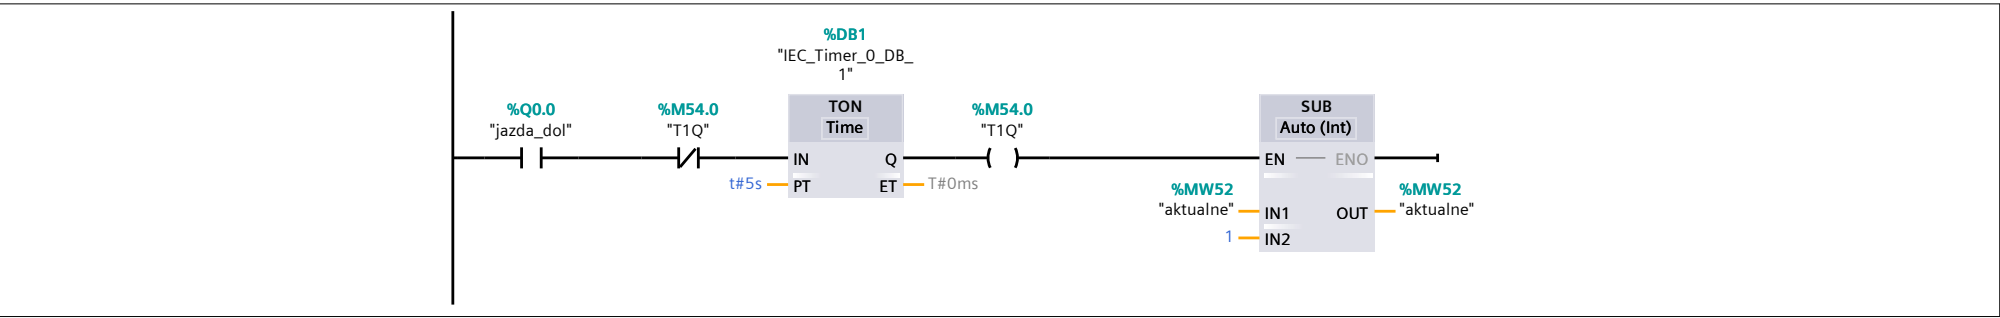 %DB1
"IEC_Timer_0_DB_
1"
%Q0.0
"jazda_dol"
%M54.0
"T1Q"
TON
Time
IN
Q
t#5s
PT
ET
T#0ms
%M54.0
"T1Q"
SUB
Auto (Int)
EN
ENO
%MW52
"aktualne"
IN1
1
IN2
OUT
%MW52
"aktualne"